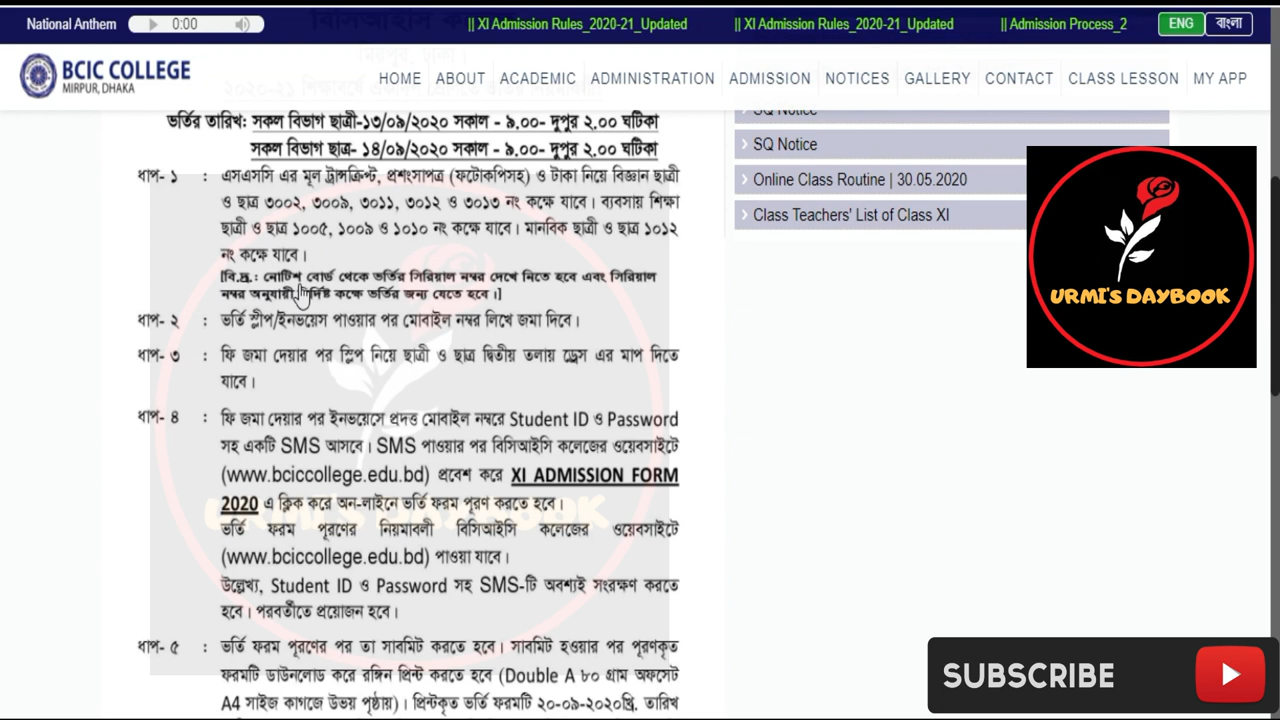 National Anthem 0:00 || XI Admission Rules_2020-21_Updated || XI Admission Rules_2020-21_Updated || Admission Process_2 ENG বাংলা
BCIC COLLEGE
MIRPUR, DHAKA
HOME ABOUT ACADEMIC ADMINISTRATION ADMISSION NOTICES GALLERY CONTACT CLASS LESSON MY APP
ভর্তির তারিখ: সকল বিভাগ ছাত্রী-১৩/০৯/২০২০ সকাল - ৯.০০- দুপুর ২.০০ ঘটিকা
সকল বিভাগ ছাত্র- ১৪/০৯/২০২০ সকাল - ৯.০০- দুপুর ২.০০ ঘটিকা
ধাপ- ১ : এসএসসি এর মূল ট্রান্সক্রিপ্ট, প্রশংসাপত্র (ফটোকপিসহ) ও টাকা নিয়ে বিজ্ঞান ছাত্রী
ও ছাত্র ৩০০২, ৩০০৯, ৩০১১, ৩০১২ ও ৩০১৩ নং কক্ষে যাবে। ব্যবসায় শিক্ষা
ছাত্রী ও ছাত্র ১০০৫, ১০০৯ ও ১০১০ নং কক্ষে যাবে। মানবিক ছাত্রী ও ছাত্র ১০১২
নং কক্ষে যাবে।
[বি.দ্র.: নোটিশ বোর্ড থেকে ভর্তির সিরিয়াল নম্বর দেখে নিতে হবে এবং সিরিয়াল
নম্বর অনুযায়ী নির্দিষ্ট কক্ষে ভর্তির জন্য যেতে হবে।]
ধাপ- ২ : ভর্তি স্লীপ/ইনভয়েস পাওয়ার পর মোবাইল নম্বর লিখে জমা দিবে।
ধাপ- ৩ : ফি জমা দেয়ার পর স্লিপ নিয়ে ছাত্রী ও ছাত্র দ্বিতীয় তলায় ড্রেস এর মাপ দিতে
যাবে।
ধাপ- ৪ : ফি জমা দেয়ার পর ইনভয়েসে প্রদত্ত মোবাইল নম্বরে Student ID ও Password
সহ একটি SMS আসবে। SMS পাওয়ার পর বিসিআইসি কলেজের ওয়েবসাইটে
(www.bciccollege.edu.bd) প্রবেশ করে XI ADMISSION FORM
2020 এ ক্লিক করে অন-লাইনে ভর্তি ফরম পূরণ করতে হবে।
ভর্তি ফরম পূরণের নিয়মাবলী বিসিআইসি কলেজের ওয়েবসাইটে
(www.bciccollege.edu.bd) পাওয়া যাবে।
উল্লেখ্য, Student ID ও Password সহ SMS-টি অবশ্যই সংরক্ষণ করতে
হবে। পরবর্তীতে প্রয়োজন হবে।
ধাপ- ৫ : ভর্তি ফরম পূরণের পর তা সাবমিট করতে হবে। সাবমিট হওয়ার পর পূরণকৃত
ফরমটি ডাউনলোড করে রঙ্গিন প্রিন্ট করতে হবে (Double A ৮০ গ্রাম অফসেট
A4 সাইজ কাগজে উভয় পৃষ্ঠায়)। প্রিন্টকৃত ভর্তি ফরমটি ২০-০৯-২০২০খ্রি. তারিখ
SQ Notice
SQ Notice
Online Class Routine | 30.05.2020
Class Teachers' List of Class XI
URMI'S DAYBOOK
URMI'S DAYBOOK
SUBSCRIBE